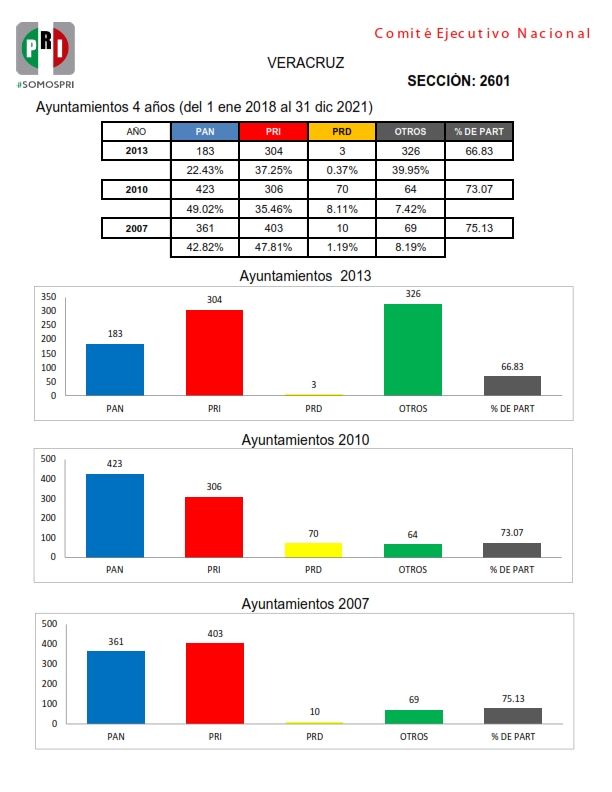 Comité Ejecutivo Nacional
PRI
#SOMOSPRI
VERACRUZ
SECCIÓN: 2601
Ayuntamientos 4 años (del 1 ene 2018 al 31 dic 2021)
AÑO PAN PRI PRD OTROS % DE PART
2013 183 304 3 326 66.83
22.43% 37.25% 0.37% 39.95%
2010 423 306 70 64 73.07
49.02% 35.46% 8.11% 7.42%
2007 361 403 10 69 75.13
42.82% 47.81% 1.19% 8.19%
Ayuntamientos 2013
350
300
250
200
150
100
50
0
183 304 3 326 66.83
PAN PRI PRD OTROS % DE PART
Ayuntamientos 2010
500
400
300
200
100
0
423 306 70 64 73.07
PAN PRI PRD OTROS % DE PART
Ayuntamientos 2007
500
400
300
200
100
0
361 403 10 69 75.13
PAN PRI PRD OTROS % DE PART